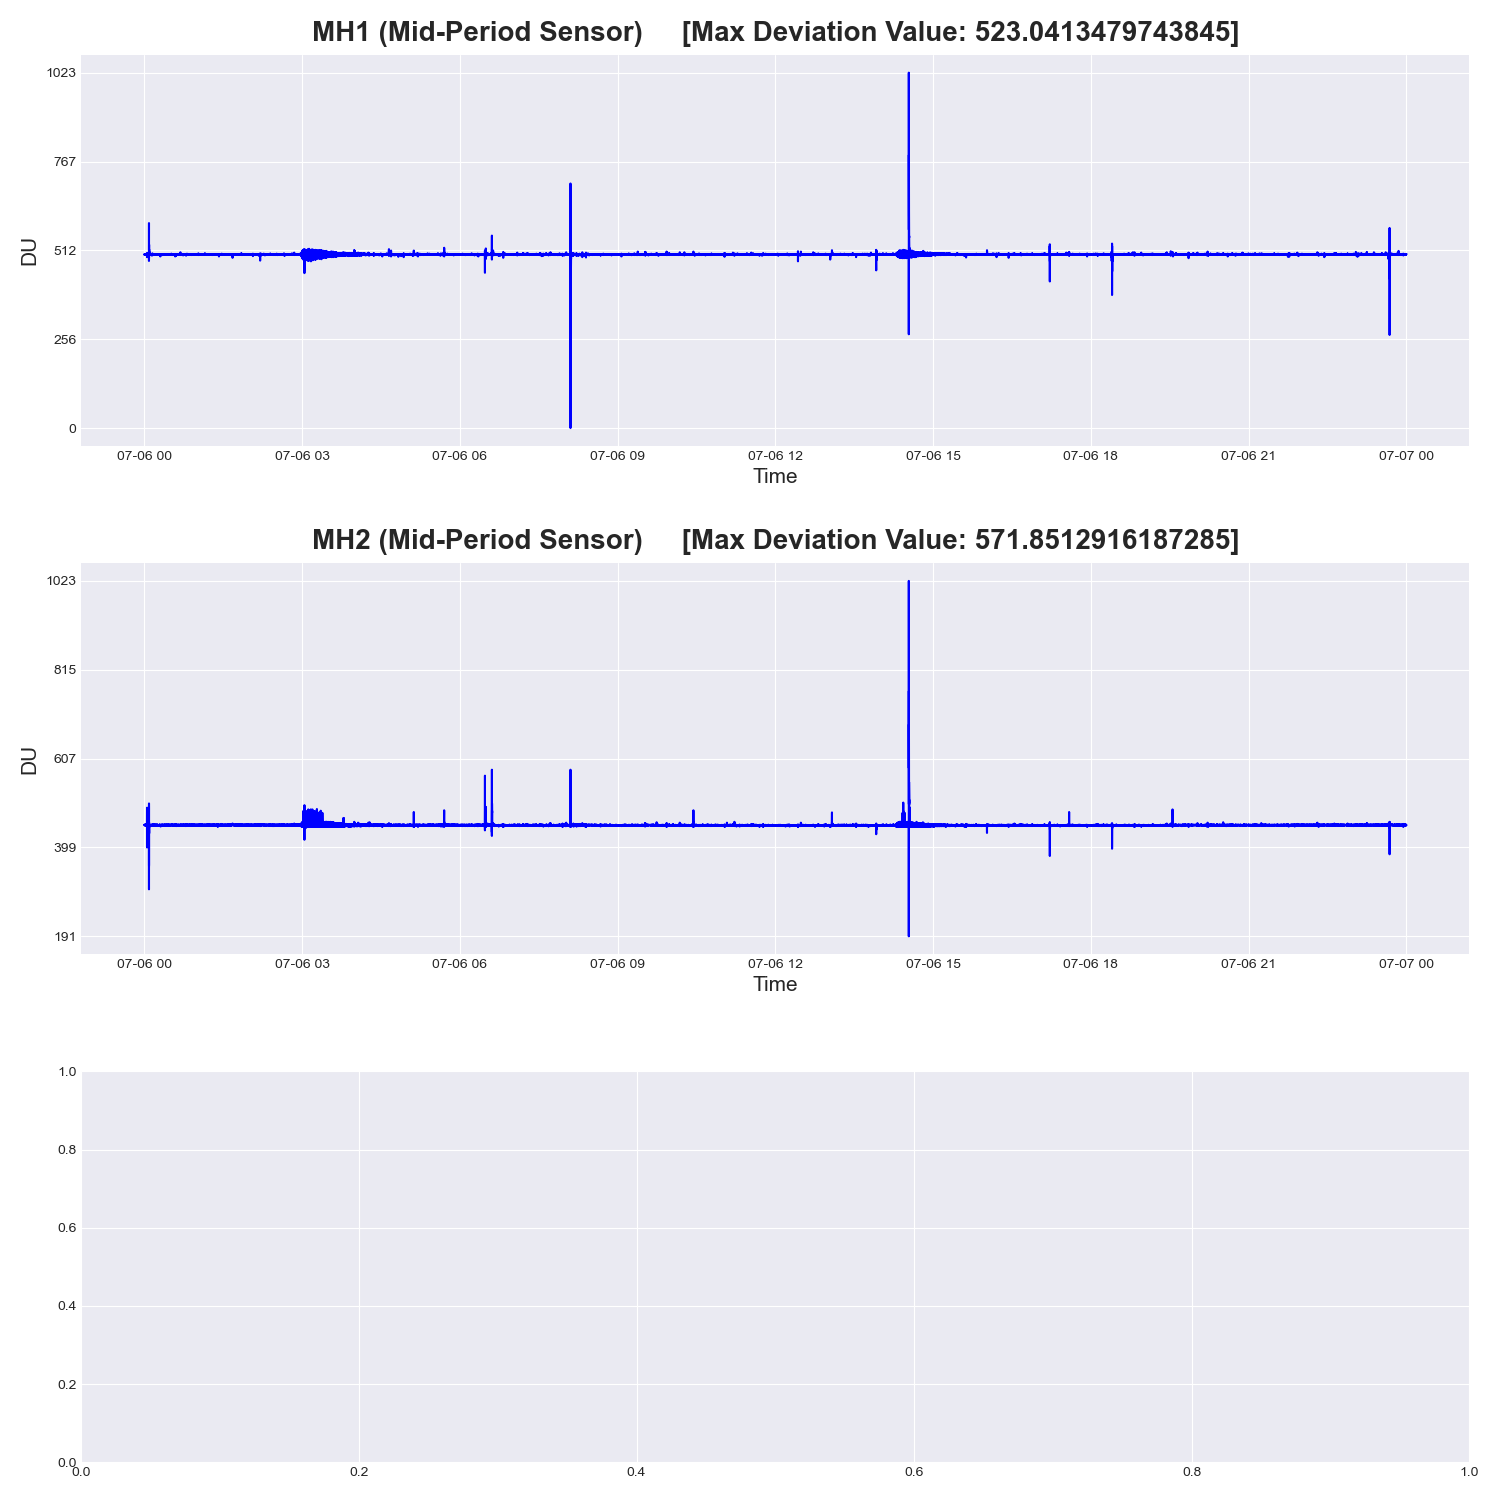 MH1 (Mid-Period Sensor) [Max Deviation Value: 523.0413479743845]
1023
767
512
256
0
DU
07-06 00 07-06 03 07-06 06 07-06 09 07-06 12 07-06 15 07-06 18 07-06 21 07-07 00
Time
MH2 (Mid-Period Sensor) [Max Deviation Value: 571.8512916187285]
1023
815
607
399
191
DU
07-06 00 07-06 03 07-06 06 07-06 09 07-06 12 07-06 15 07-06 18 07-06 21 07-07 00
Time
1.0
0.8
0.6
0.4
0.2
0.0
0.0 0.2 0.4 0.6 0.8 1.0